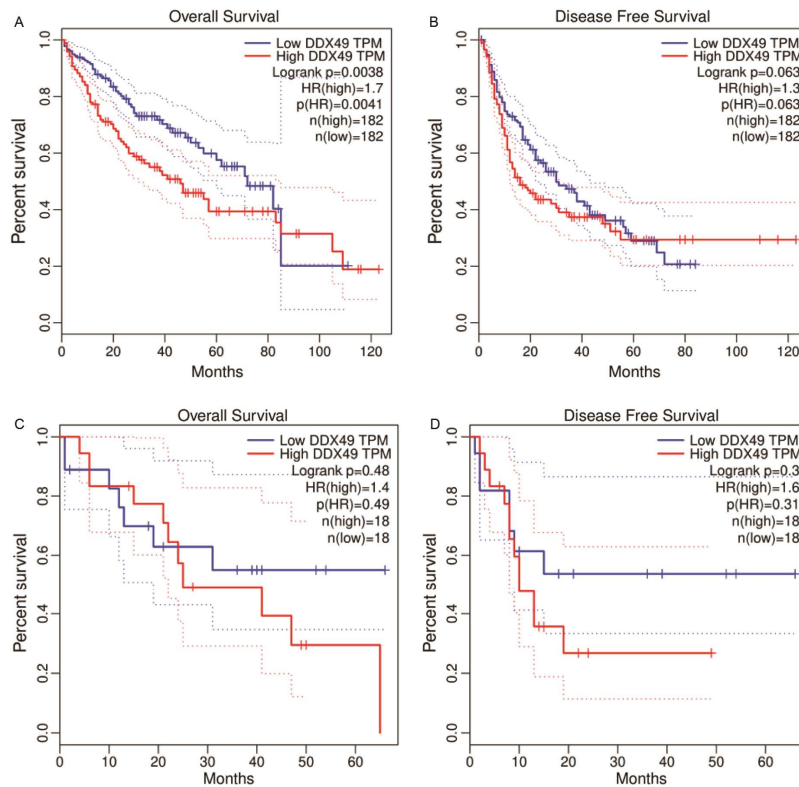 A
Overall Survival
Low DDX49 TPM
High DDX49 TPM
Logrank p=0.0038
HR(high)=1.7
p(HR)=0.0041
n(high)=182
n(low)=182
Percent survival
1.0
0.8
0.6
0.4
0.2
0.0
0 20 40 60 80 100 120
Months
B
Disease Free Survival
Low DDX49 TPM
High DDX49 TPM
Logrank p=0.063
HR(high)=1.3
p(HR)=0.063
n(high)=182
n(low)=182
Percent survival
1.0
0.8
0.6
0.4
0.2
0.0
0 20 40 60 80 100 120
Months
C
Overall Survival
Low DDX49 TPM
High DDX49 TPM
Logrank p=0.48
HR(high)=1.4
p(HR)=0.49
n(high)=18
n(low)=18
Percent survival
1.0
0.8
0.6
0.4
0.2
0.0
0 10 20 30 40 50 60
Months
D
Disease Free Survival
Low DDX49 TPM
High DDX49 TPM
Logrank p=0.3
HR(high)=1.6
p(HR)=0.31
n(high)=18
n(low)=18
Percent survival
1.0
0.8
0.6
0.4
0.2
0.0
0 10 20 30 40 50 60
Months